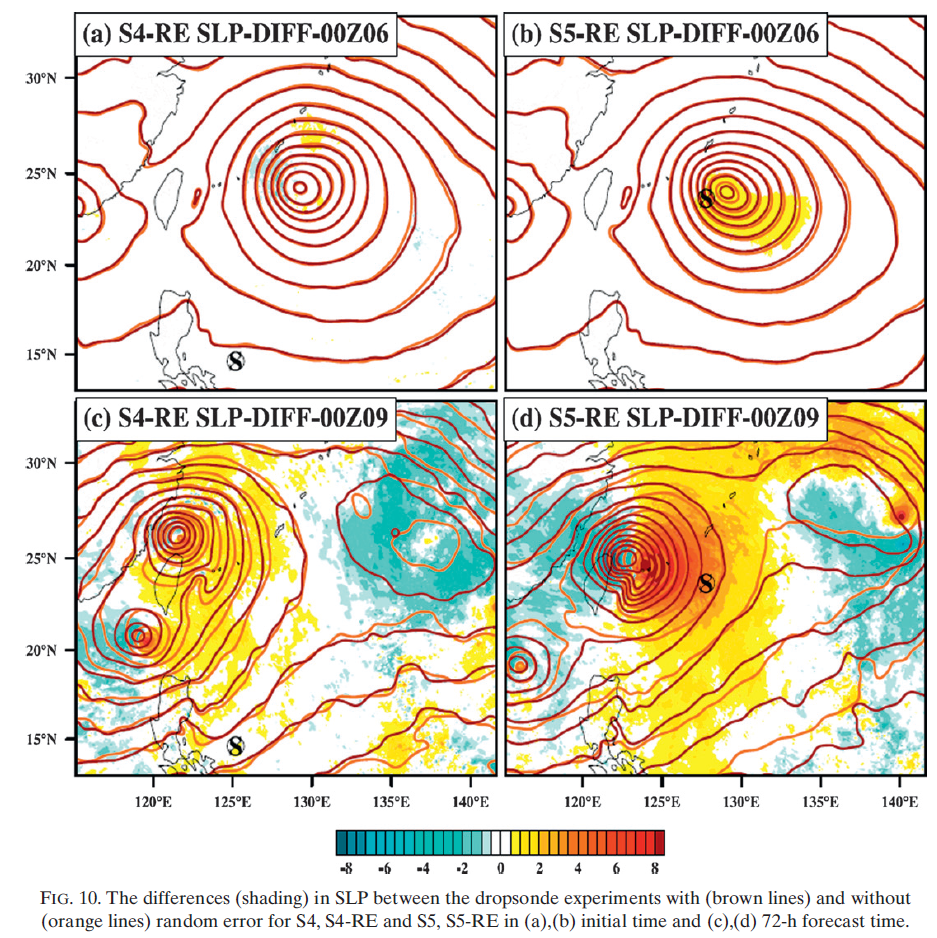 (a) S4-RE SLP-DIFF-00Z06
(b) S5-RE SLP-DIFF-00Z06
30°N
25°N
20°N
15°N
S
S
(c) S4-RE SLP-DIFF-00Z09
(d) S5-RE SLP-DIFF-00Z09
30°N
25°N
20°N
15°N
S
S
120°E 125°E 130°E 135°E 140°E 120°E 125°E 130°E 135°E 140°E
-8 -6 -4 -2 0 2 4 6 8
FIG. 10. The differences (shading) in SLP between the dropsonde experiments with (brown lines) and without
(orange lines) random error for S4, S4-RE and S5, S5-RE in (a),(b) initial time and (c),(d) 72-h forecast time.